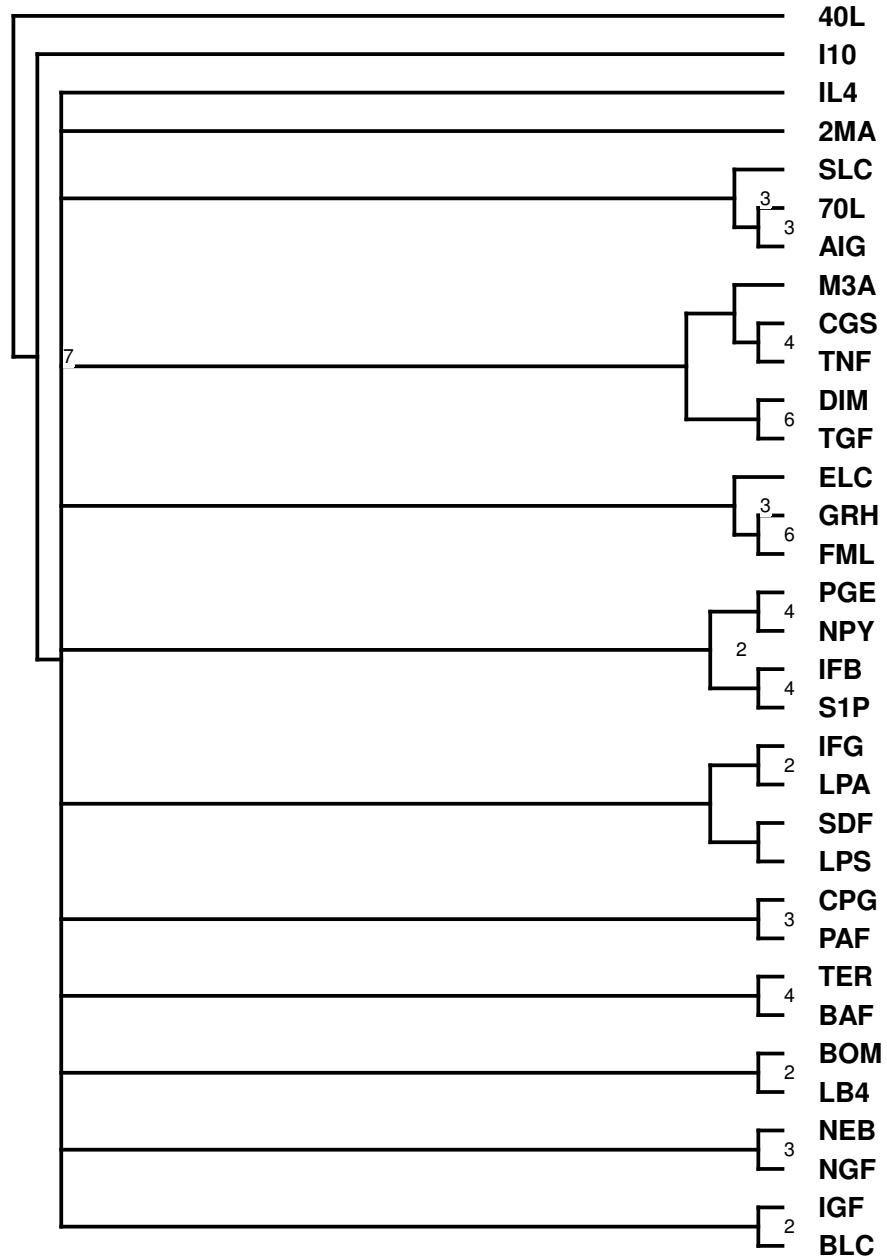 40L
I10
IL4
2MA
SLC
3
70L
3
AIG
M3A
CGS
4
TNF
7
DIM
6
TGF
ELC
3
GRH
6
FML
PGE
4
NPY
2
IFB
4
S1P
IFG
2
LPA
SDF
LPS
CPG
3
PAF
TER
4
BAF
BOM
2
LB4
NEB
3
NGF
IGF
2
BLC